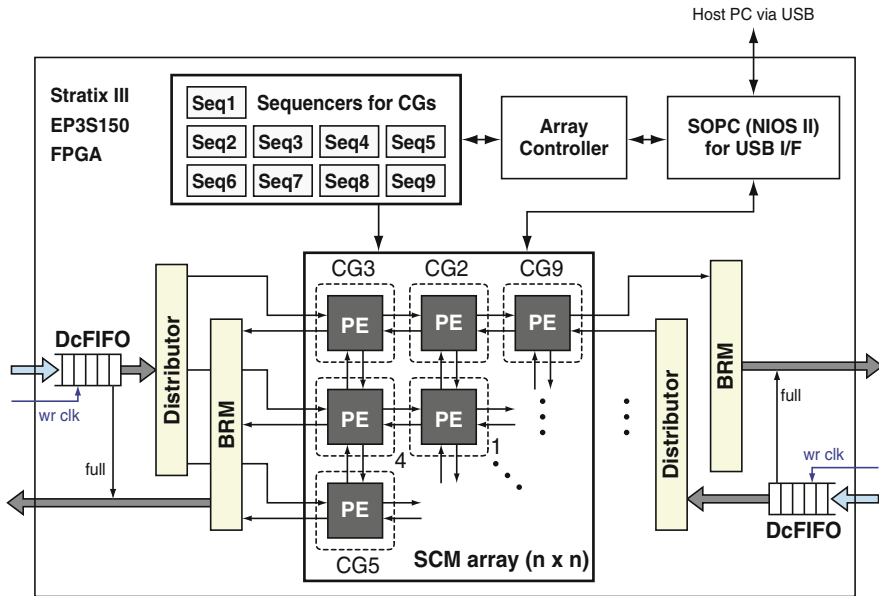 Host PC via USB
Stratix III
EP3S150
FPGA
Seq1 Sequencers for CGs
Seq2 Seq3 Seq4 Seq5
Seq6 Seq7 Seq8 Seq9
Array
Controller
SOPC (NIOS II)
for USB I/F
CG3 CG2 CG9
PE PE PE
DcFIFO
wr clk
full
Distributor
BRM
PE PE
4 1
PE
CG5
SCM array (n x n)
Distributor
BRM
full
wr clk
DcFIFO